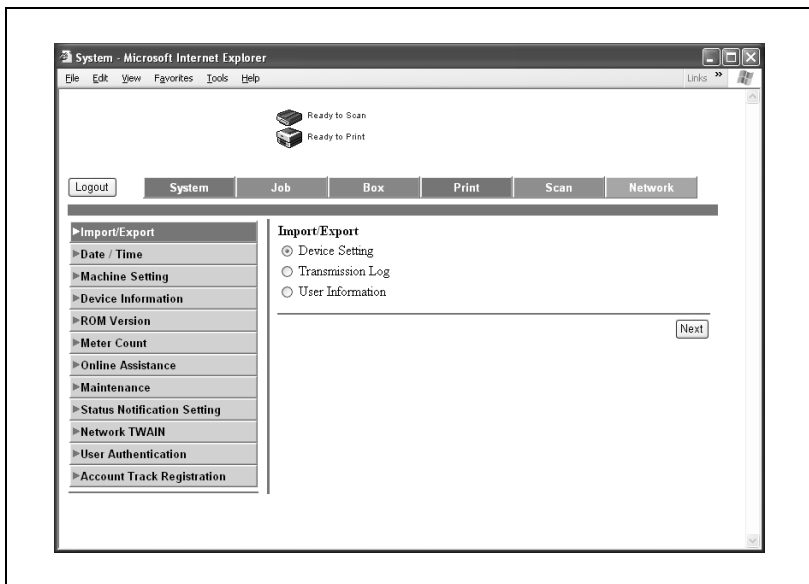 System - Microsoft Internet Explorer
File Edit View Favorites Tools Help Links »
Ready to Scan
Ready to Print
Logout System Job Box Print Scan Network
Import/Export
Date / Time
Machine Setting
Device Information
ROM Version
Meter Count
Online Assistance
Maintenance
Status Notification Setting
Network TWAIN
User Authentication
Account Track Registration
Import/Export
Device Setting
Transmission Log
User Information
Next